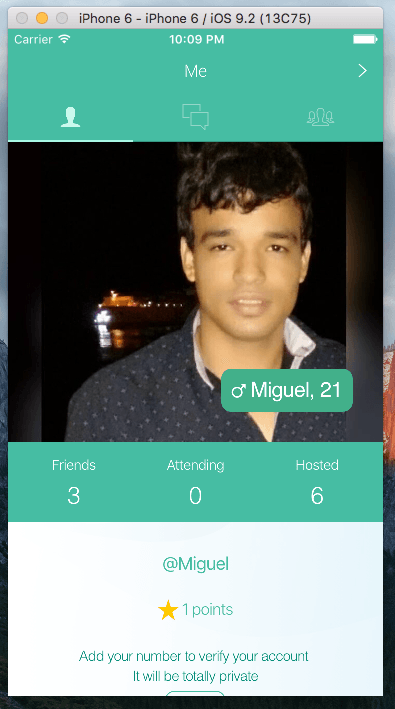 iPhone 6 - iPhone 6 / iOS 9.2 (13C75)
Carrier 10:09 PM
Me
♂ Miguel, 21
Friends Attending Hosted
3 0 6
@Miguel
1 points
Add your number to verify your account
It will be totally private